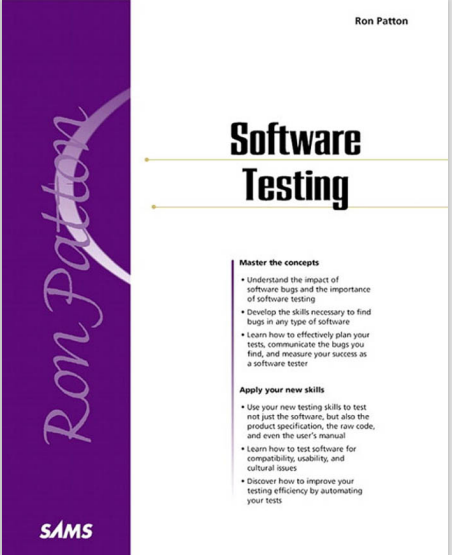 Ron Patton
Software
Testing
Ron Patton
Master the concepts
• Understand the impact of
software bugs and the importance
of software testing
• Develop the skills necessary to find
bugs in any type of software
• Learn how to effectively plan your
tests, communicate the bugs you
find, and measure your success as
a software tester
Apply your new skills
• Use your new testing skills to test
not just the software, but also the
product specification, the raw code,
and even the user's manual
• Learn how to test software for
compatibility, usability, and
cultural issues
• Discover how to improve your
testing efficiency by automating
your tests
SAMS